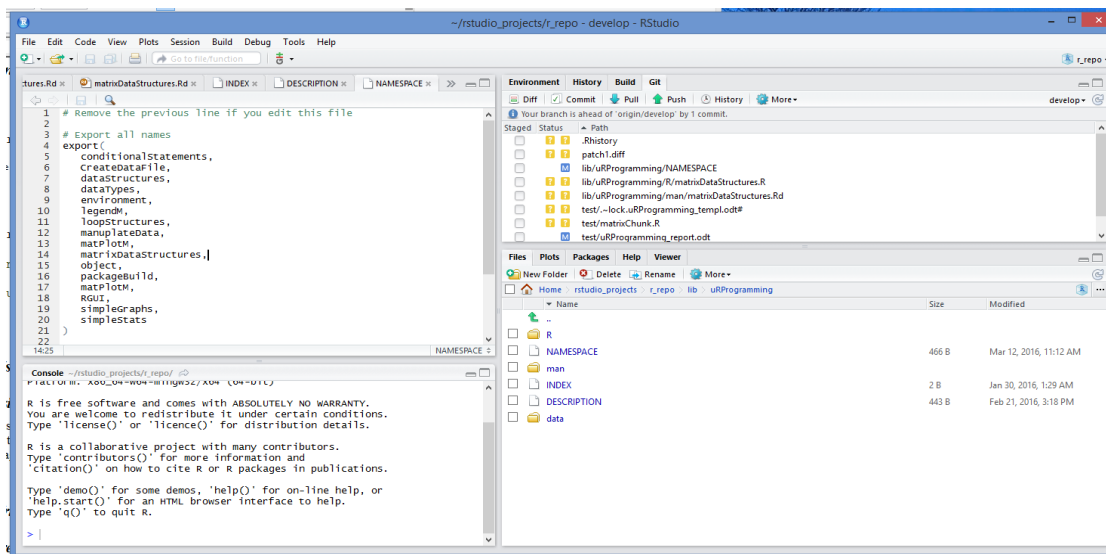 ~/rstudio_projects/r_repo - develop - RStudio
File Edit Code View Plots Session Build Debug Tools Help
Go to file/function
r_repo
tures.Rd × matrixDataStructures.Rd × INDEX × DESCRIPTION × NAMESPACE ×
1 # Remove the previous line if you edit this file
2
3 # Export all names
4 export(
5 conditionalStatements,
6 CreateDataFile,
7 dataStructures,
8 dataTypes,
9 environment,
10 legendM,
11 loopStructures,
12 manuplateData,
13 matPlotM,
14 matrixDataStructures,
15 object,
16 packageBuild,
17 matPlotM,
18 RGUI,
19 simpleGraphs,
20 simpleStats
21 )
22
14:25 NAMESPACE
Console ~/rstudio_projects/r_repo/
Platform: x86_64-w64-mingw32/x64 (64-bit)
R is free software and comes with ABSOLUTELY NO WARRANTY.
You are welcome to redistribute it under certain conditions.
Type 'license()' or 'licence()' for distribution details.
R is a collaborative project with many contributors.
Type 'contributors()' for more information and
'citation()' on how to cite R or R packages in publications.
Type 'demo()' for some demos, 'help()' for on-line help, or
'help.start()' for an HTML browser interface to help.
Type 'q()' to quit R.
>
Environment History Build Git
Diff Commit Pull Push History More develop
Your branch is ahead of 'origin/develop' by 1 commit.
Staged Status Path
? ? .Rhistory
? ? patch1.diff
M lib/uRProgramming/NAMESPACE
? ? lib/uRProgramming/R/matrixDataStructures.R
? ? lib/uRProgramming/man/matrixDataStructures.Rd
? ? test/.~lock.uRProgramming_templ.odt#
? ? test/matrixChunk.R
M test/uRProgramming_report.odt
Files Plots Packages Help Viewer
New Folder Delete Rename More
Home rstudio_projects r_repo lib uRProgramming
Name Size Modified
..
R
NAMESPACE 466 B Mar 12, 2016, 11:12 AM
man
INDEX 2 B Jan 30, 2016, 1:29 AM
DESCRIPTION 443 B Feb 21, 2016, 3:18 PM
data